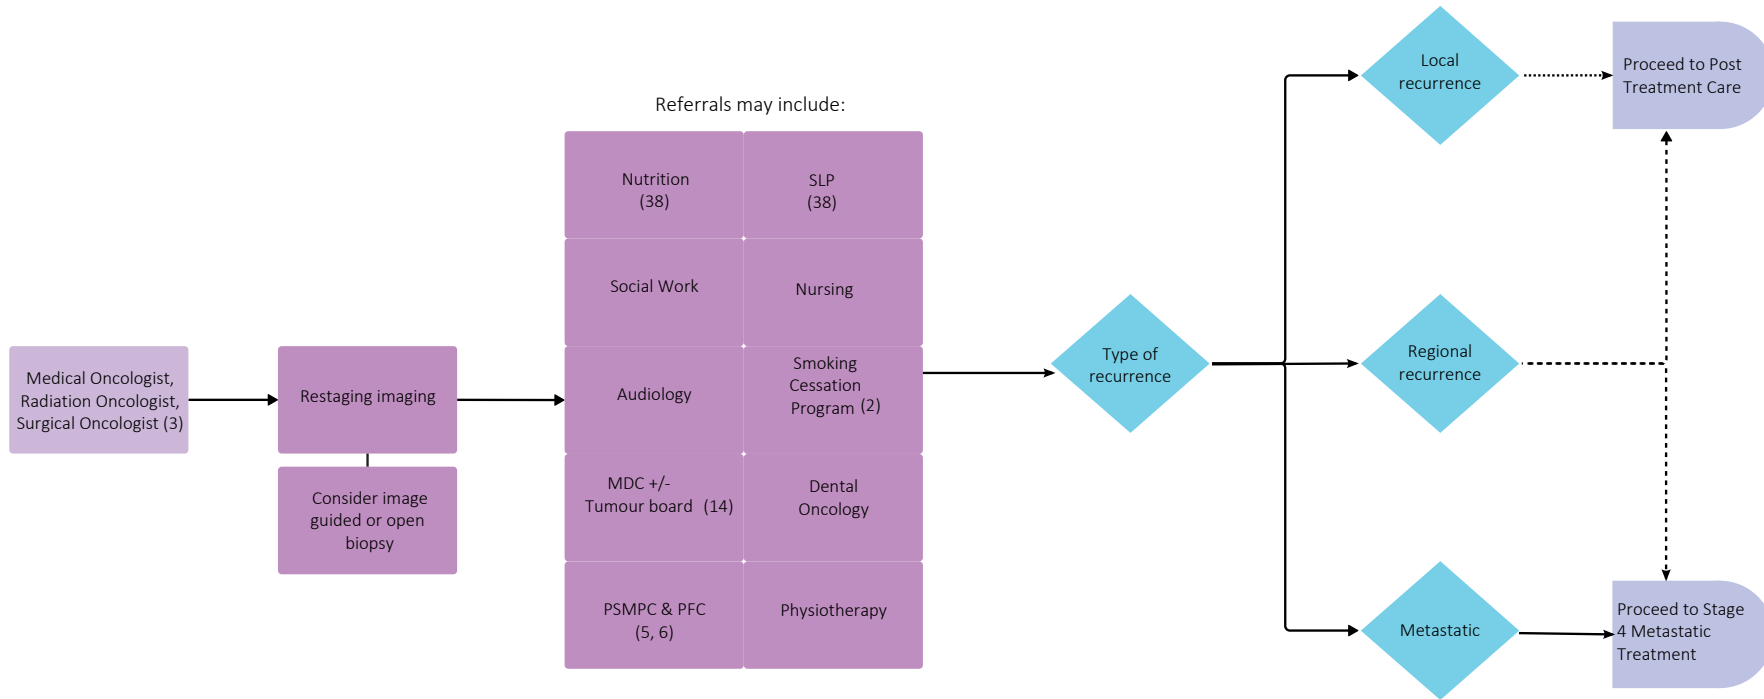 Referrals may include:
Medical Oncologist,
Radiation Oncologist,
Surgical Oncologist (3)
Restaging imaging
Consider image
guided or open
biopsy
Nutrition
(38)
SLP
(38)
Social Work
Nursing
Audiology
Smoking
Cessation
Program (2)
MDC +/-
Tumour board (14)
Dental
Oncology
PSMPC & PFC
(5, 6)
Physiotherapy
Type of
recurrence
Local
recurrence
Regional
recurrence
Metastatic
Proceed to Post
Treatment Care
Proceed to Stage
4 Metastatic
Treatment